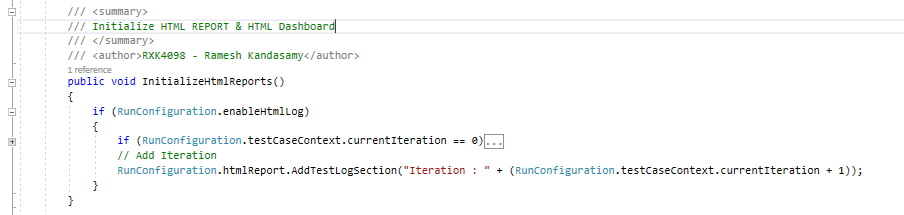 /// <summary>
/// Initialize HTML REPORT & HTML Dashboard
/// </summary>
/// <author>RXK4098 - Ramesh Kandasamy</author>
1 reference
public void InitializeHtmlReports()
{
if (RunConfiguration.enableHtmlLog)
{
if (RunConfiguration.testCaseContext.currentIteration == 0)...
// Add Iteration
RunConfiguration.htmlReport.AddTestLogSection("Iteration : " + (RunConfiguration.testCaseContext.currentIteration + 1));
}
}